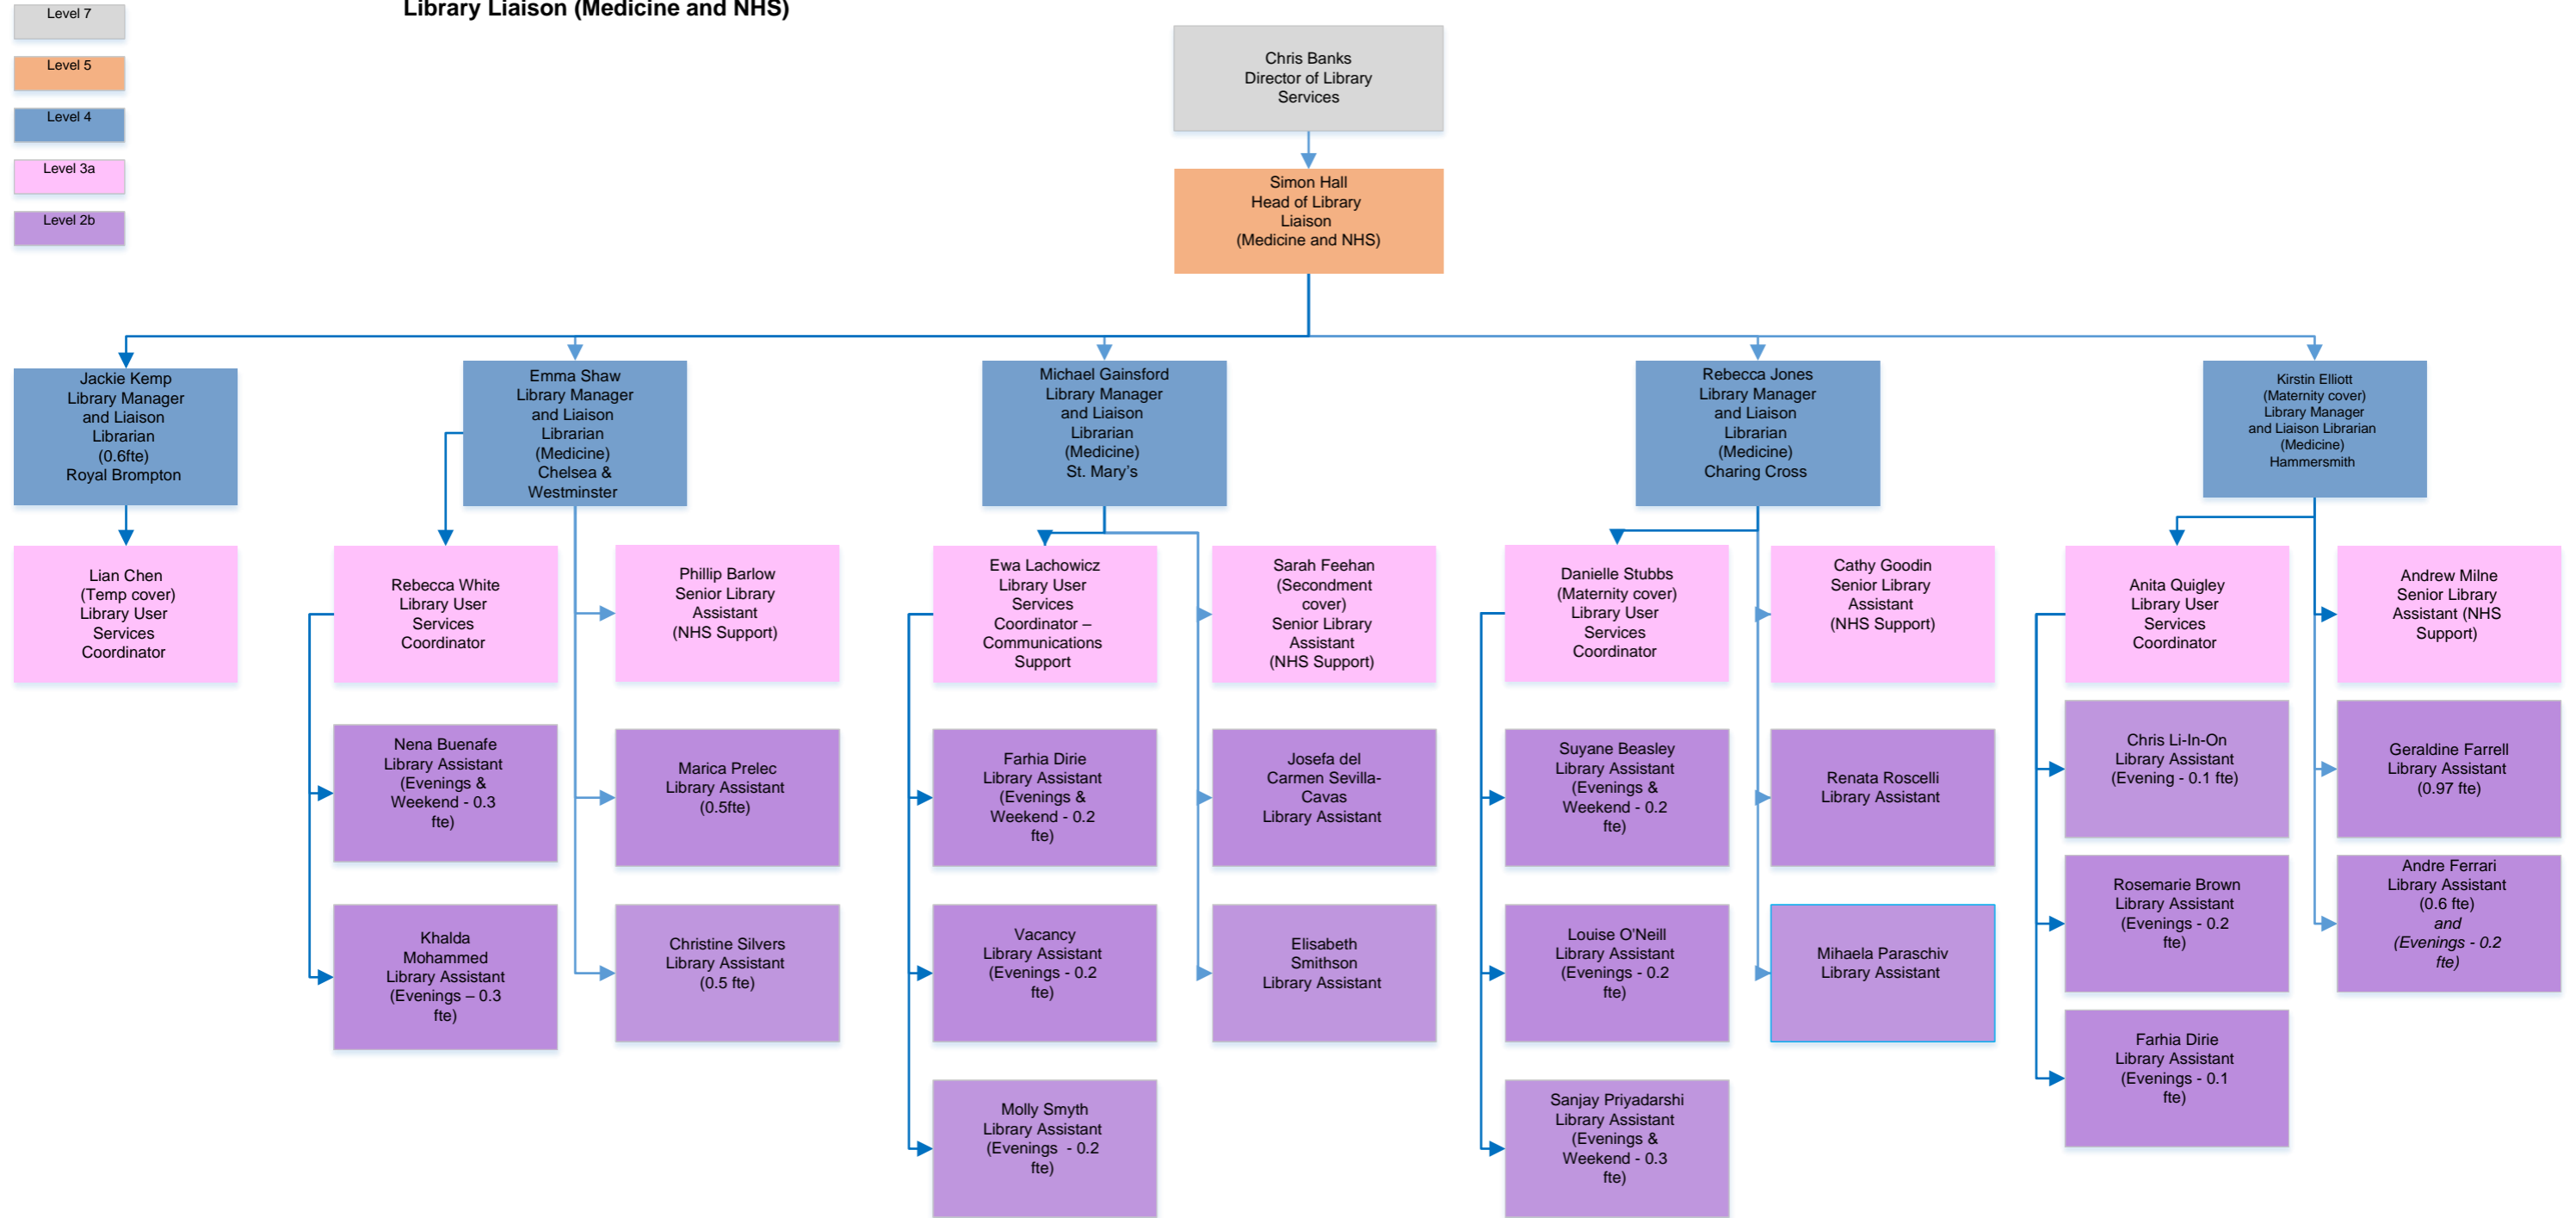 Library Liaison (Medicine and NHS)
Level 7
Level 5
Level 4
Level 3a
Level 2b
Chris Banks
Director of Library
Services
Simon Hall
Head of Library
Liaison
(Medicine and NHS)
Jackie Kemp
Library Manager
and Liaison
Librarian
(0.6fte)
Royal Brompton
Emma Shaw
Library Manager
and Liaison
Librarian
(Medicine)
Chelsea &
Westminster
Michael Gainsford
Library Manager
and Liaison
Librarian
(Medicine)
St. Mary’s
Rebecca Jones
Library Manager
and Liaison
Librarian
(Medicine)
Charing Cross
Kirstin Elliott
(Maternity cover)
Library Manager
and Liaison Librarian
(Medicine)
Hammersmith
Lian Chen
(Temp cover)
Library User
Services
Coordinator
Rebecca White
Library User
Services
Coordinator
Phillip Barlow
Senior Library
Assistant
(NHS Support)
Ewa Lachowicz
Library User
Services
Coordinator –
Communications
Support
Sarah Feehan
(Secondment
cover)
Senior Library
Assistant
(NHS Support)
Danielle Stubbs
(Maternity cover)
Library User
Services
Coordinator
Cathy Goodin
Senior Library
Assistant
(NHS Support)
Anita Quigley
Library User
Services
Coordinator
Andrew Milne
Senior Library
Assistant (NHS
Support)
Nena Buenafe
Library Assistant
(Evenings &
Weekend - 0.3
fte)
Marica Prelec
Library Assistant
(0.5fte)
Farhia Dirie
Library Assistant
(Evenings &
Weekend - 0.2
fte)
Josefa del
Carmen Sevilla-
Cavas
Library Assistant
Suyane Beasley
Library Assistant
(Evenings &
Weekend - 0.2
fte)
Renata Roscelli
Library Assistant
Chris Li-In-On
Library Assistant
(Evening - 0.1 fte)
Geraldine Farrell
Library Assistant
(0.97 fte)
Khalda
Mohammed
Library Assistant
(Evenings – 0.3
fte)
Christine Silvers
Library Assistant
(0.5 fte)
Vacancy
Library Assistant
(Evenings - 0.2
fte)
Elisabeth
Smithson
Library Assistant
Louise O’Neill
Library Assistant
(Evenings - 0.2
fte)
Mihaela Paraschiv
Library Assistant
Rosemarie Brown
Library Assistant
(Evenings - 0.2
fte)
Andre Ferrari
Library Assistant
(0.6 fte)
and
(Evenings - 0.2
fte)
Molly Smyth
Library Assistant
(Evenings  - 0.2
fte)
Sanjay Priyadarshi
Library Assistant
(Evenings &
Weekend - 0.3
fte)
Farhia Dirie
Library Assistant
(Evenings - 0.1
fte)